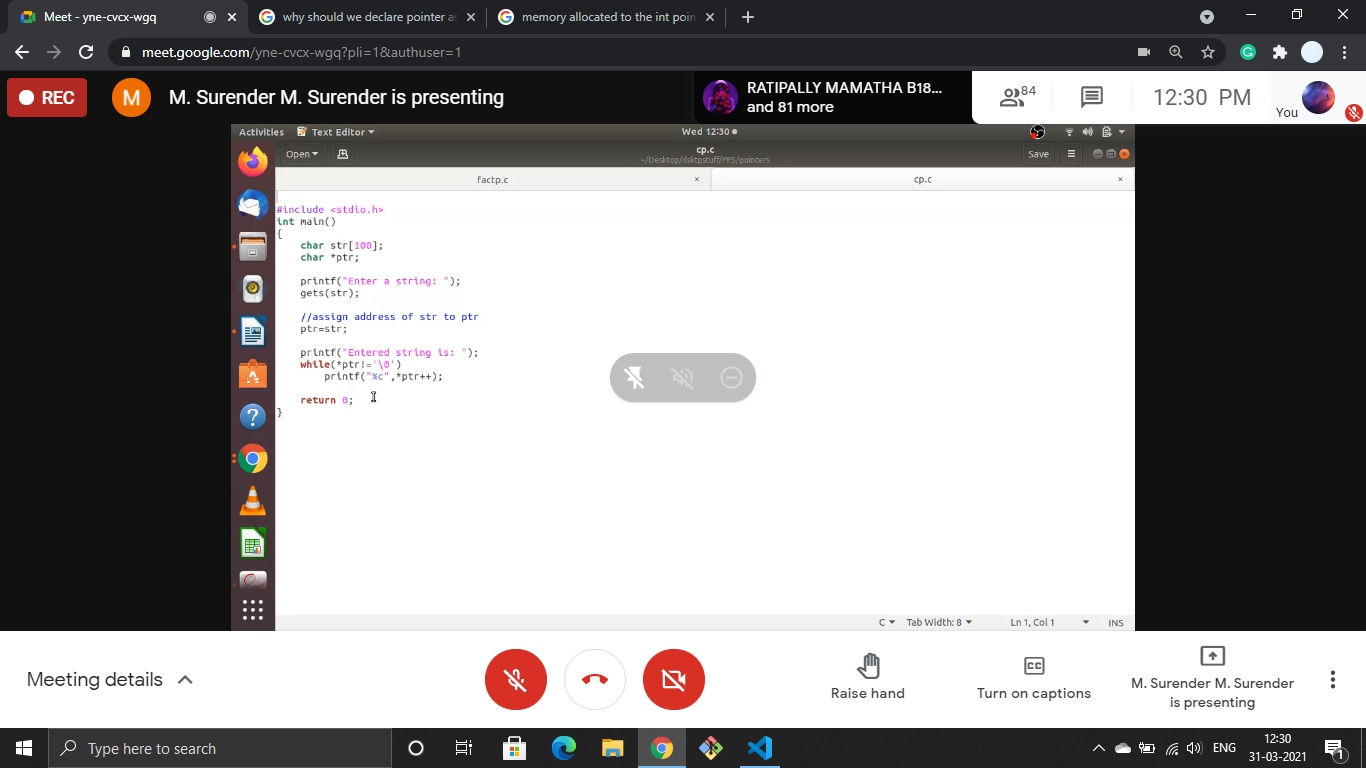 Meet - yne-cvcx-wgq
why should we declare pointer as
memory allocated to the int poin
meet.google.com/yne-cvcx-wgq?pli=1&authuser=1
REC
M
M. Surender M. Surender is presenting
RATIPALLY MAMATHA B18...
and 81 more
84
12:30 PM
You
Activities
Text Editor
Wed 12:30
Open
cp.c
~/Desktop/dsktpstuff/PPS/pointers
Save
factp.c
cp.c
#include <stdio.h>
int main()
{
    char str[100];
    char *ptr;
    printf("Enter a string: ");
    gets(str);
    //assign address of str to ptr
    ptr=str;
    printf("Entered string is: ");
    while(*ptr!='\0')
        printf("%c",*ptr++);
    return 0;
}
C
Tab Width: 8
Ln 1, Col 1
INS
Meeting details
Raise hand
Turn on captions
M. Surender M. Surender
is presenting
Type here to search
ENG
12:30
31-03-2021
1